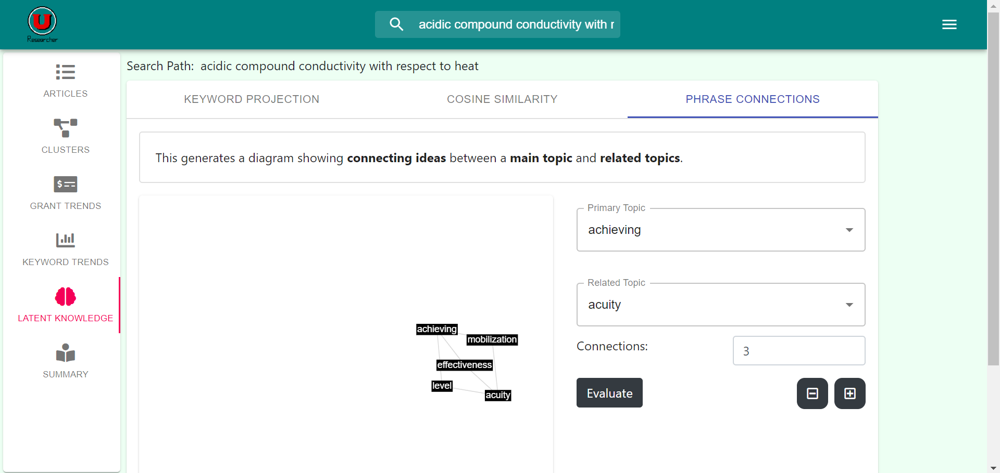 U
Researcher
acidic compound conductivity with r
ARTICLES
CLUSTERS
GRANT TRENDS
KEYWORD TRENDS
LATENT KNOWLEDGE
SUMMARY
Search Path: acidic compound conductivity with respect to heat
KEYWORD PROJECTION
COSINE SIMILARITY
PHRASE CONNECTIONS
This generates a diagram showing connecting ideas between a main topic and related topics.
achieving
mobilization
effectiveness
level
acuity
Primary Topic
achieving
Related Topic
acuity
Connections:
3
Evaluate